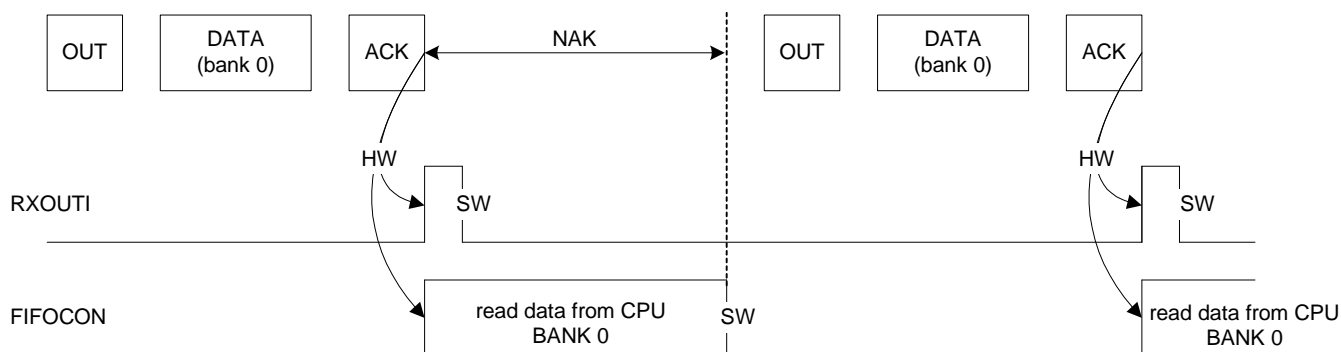 OUT
DATA
(bank 0)
ACK
NAK
OUT
DATA
(bank 0)
ACK
HW
HW
RXOUTI
SW
SW
FIFOCON
read data from CPU
BANK 0
SW
read data from CPU
BANK 0